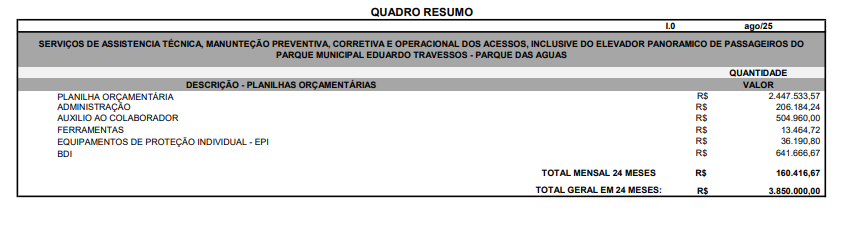 QUADRO RESUMO
I.0 ago/25
SERVIÇOS DE ASSISTENCIA TÉCNICA, MANUNTEÇÃO PREVENTIVA, CORRETIVA E OPERACIONAL DOS ACESSOS, INCLUSIVE DO ELEVADOR PANORAMICO DE PASSAGEIROS DO
PARQUE MUNICIPAL EDUARDO TRAVESSOS - PARQUE DAS AGUAS
QUANTIDADE
DESCRIÇÃO - PLANILHAS ORÇAMENTÁRIAS VALOR
PLANILHA ORÇAMENTÁRIA R$ 2.447.533,57
ADMINISTRAÇÃO R$ 206.184,24
AUXILIO AO COLABORADOR R$ 504.960,00
FERRAMENTAS R$ 13.464,72
EQUIPAMENTOS DE PROTEÇÃO INDIVIDUAL - EPI R$ 36.190,80
BDI R$ 641.666,67
TOTAL MENSAL 24 MESES R$ 160.416,67
TOTAL GERAL EM 24 MESES: R$ 3.850.000,00